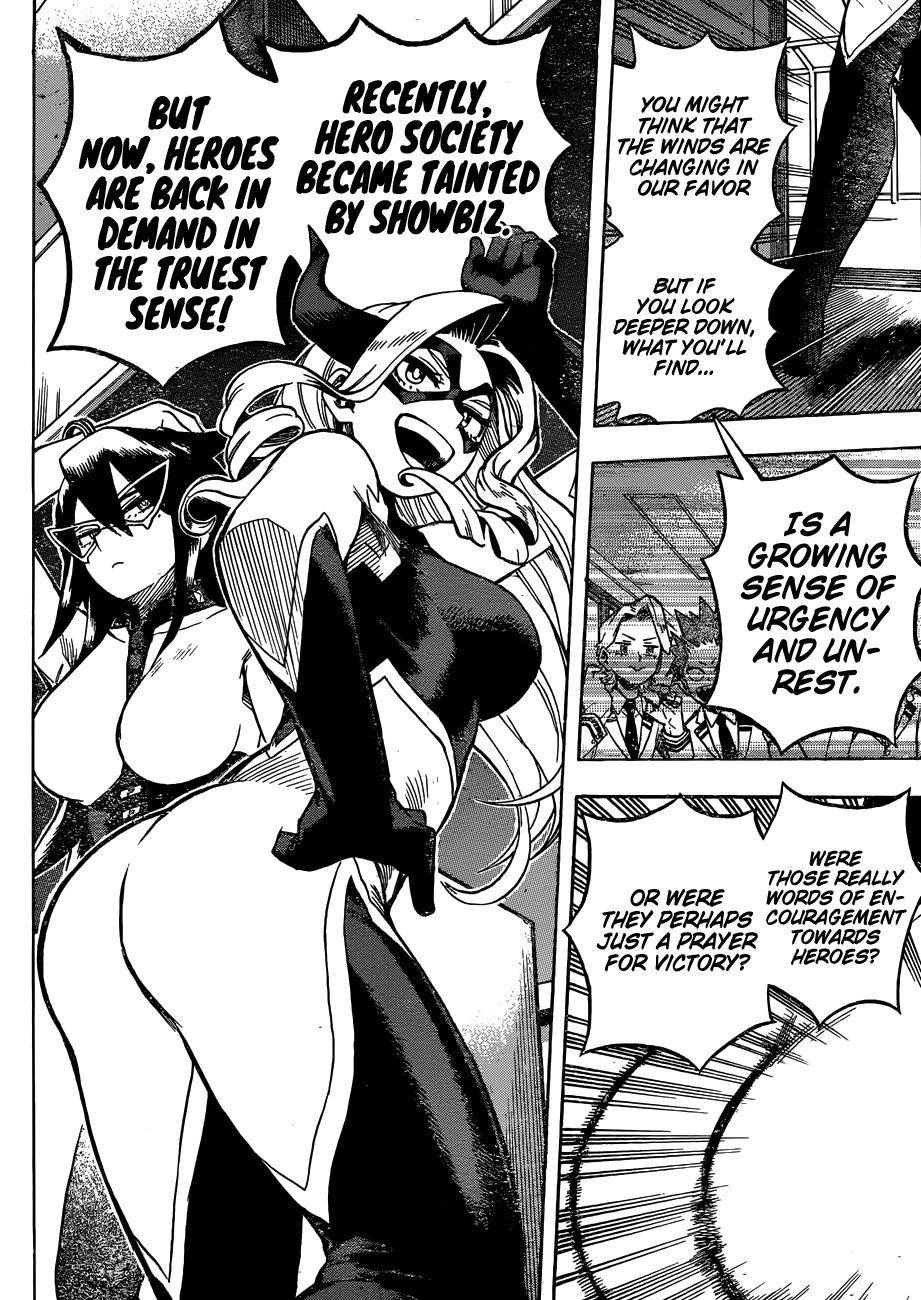 YOU MIGHT
THINK THAT
THE WINDS ARE
CHANGING IN
OUR FAVOR
BUT IF
YOU LOOK
DEEPER DOWN,
WHAT YOU'LL
FIND...
IS A
GROWING
SENSE OF
URGENCY
AND UN-
REST.
WERE
THOSE REALLY
WORDS OF EN-
COURAGEMENT
TOWARDS
HEROES?
OR WERE
THEY PERHAPS
JUST A PRAYER
FOR VICTORY?
RECENTLY,
HERO SOCIETY
BECAME TAINTED
BY SHOWBIZ.
BUT
NOW, HEROES
ARE BACK IN
DEMAND IN
THE TRUEST
SENSE!